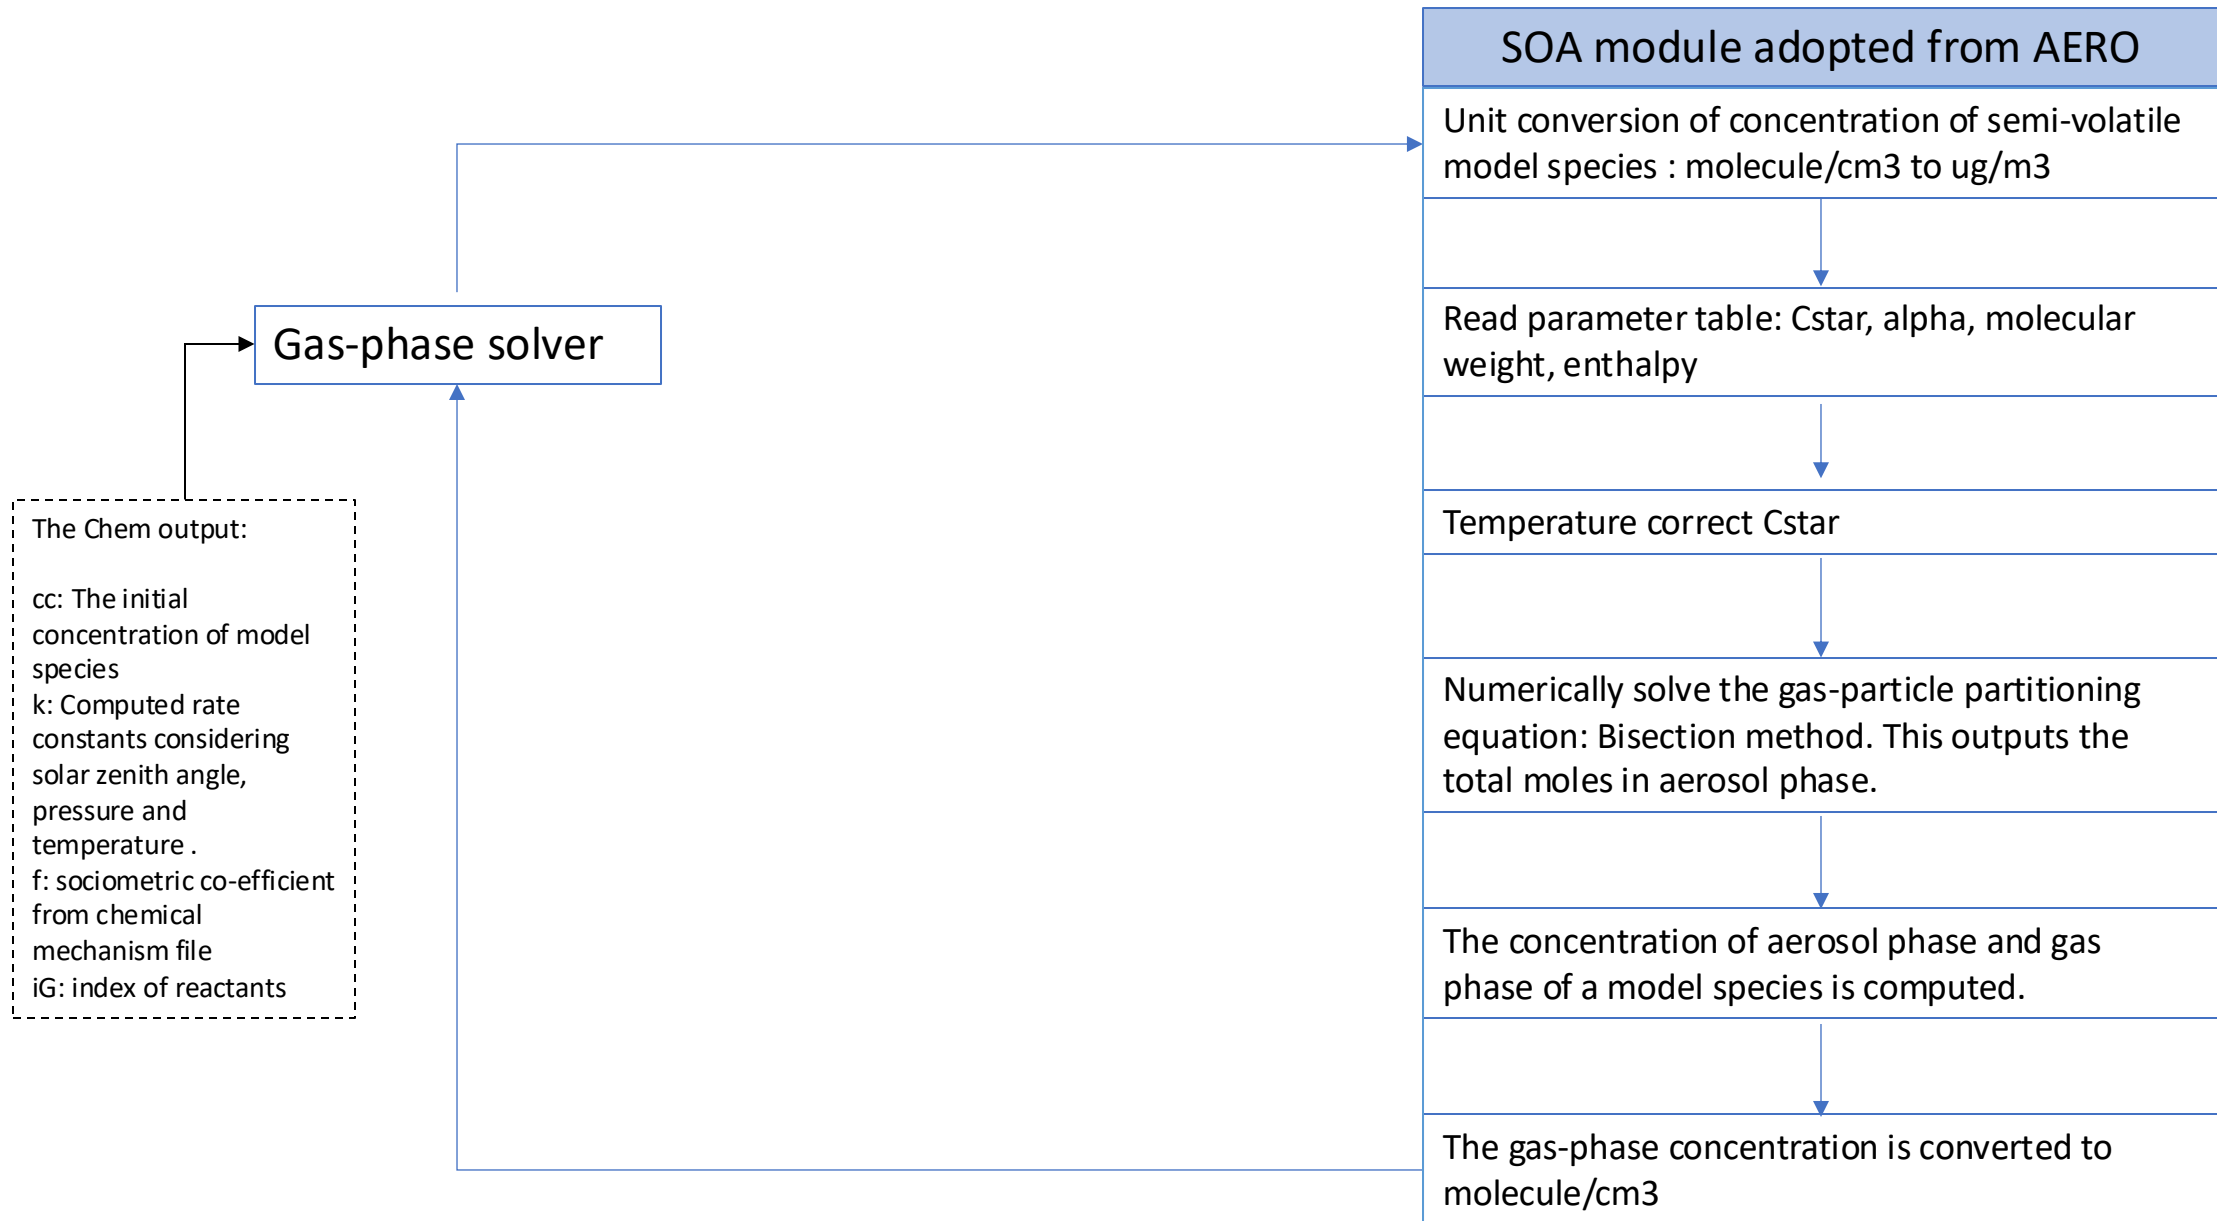 SOA module adopted from AERO
Unit conversion of concentration of semi-volatile
model species : molecule/cm3 to ug/m3
Read parameter table: Cstar, alpha, molecular
weight, enthalpy
Temperature correct Cstar
Numerically solve the gas-particle partitioning
equation: Bisection method. This outputs the
total moles in aerosol phase.
The concentration of aerosol phase and gas
phase of a model species is computed.
The gas-phase concentration is converted to
molecule/cm3
Gas-phase solver
The Chem output:
cc: The initial
concentration of model
species
k: Computed rate
constants considering
solar zenith angle,
pressure and
temperature .
f: sociometric co-efficient
from chemical
mechanism file
iG: index of reactants